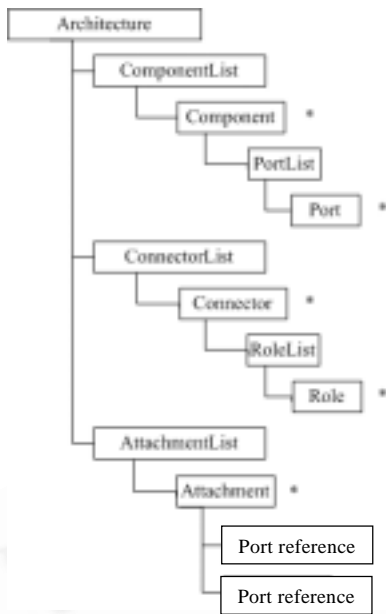 Architecture
ComponentList
Component *
PortList
Port *
ConnectorList
Connector *
RoleList
Role *
AttachmentList
Attachment *
Port reference
Port reference